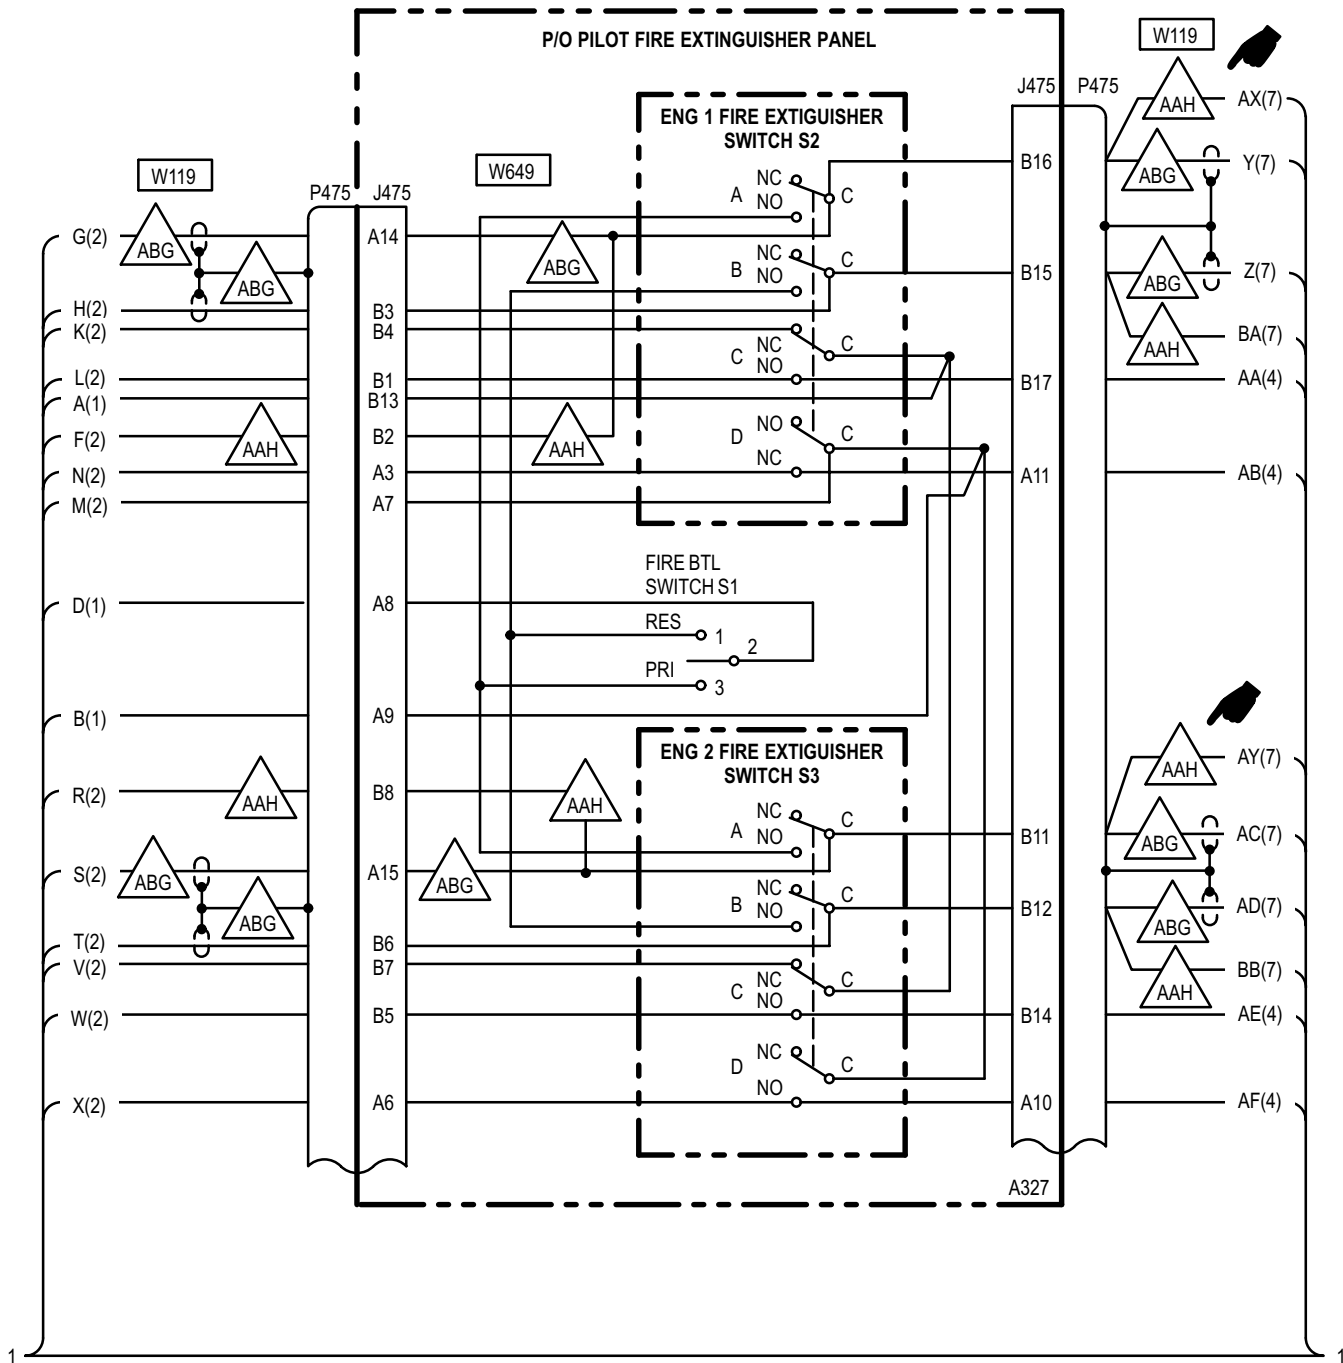 P/O PILOT FIRE EXTINGUISHER PANEL
W119
J475 P475
AAH AX(7)
ENG 1 FIRE EXTIGUISHER
SWITCH S2
W119
W649
P475 J475
B16
ABG Y(7)
A NC C
NO
G(2) ABG A14 ABG
ABG
B NC C
NO
B15
ABG Z(7)
H(2) B3
K(2) B4
AAH BA(7)
C NC C
NO
L(2) B1 B17 AA(4)
A(1) B13
F(2) AAH B2 AAH
D NO C
NC
N(2) A3 A11 AB(4)
M(2) A7
FIRE BTL
SWITCH S1
D(1) A8
RES 1
2
PRI 3
B(1) A9
ENG 2 FIRE EXTIGUISHER
SWITCH S3
AAH AY(7)
R(2) AAH B8 AAH
A NC C
NO
B11 ABG AC(7)
S(2) ABG A15 ABG
ABG
B NC C
NO
B12 ABG AD(7)
T(2) B6
V(2) B7
AAH BB(7)
C NC C
NO
W(2) B5 B14 AE(4)
D NC C
NO
X(2) A6 A10 AF(4)
A327
1 1